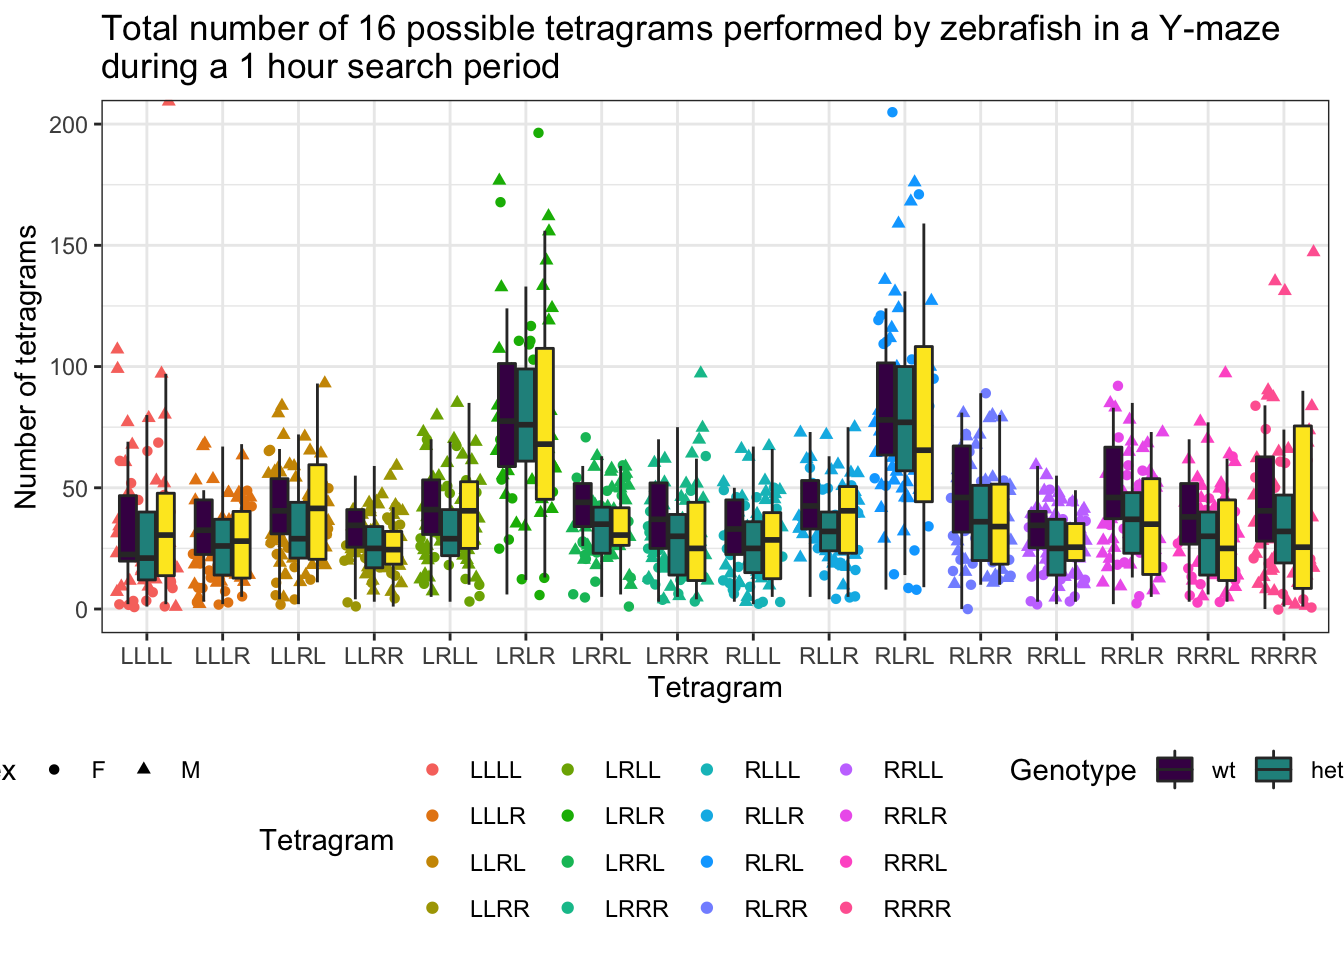 Total number of 16 possible tetragrams performed by zebrafish in a Y-maze
during a 1 hour search period
Number of tetragrams
200
150
100
50
0
LLLL LLLR LLRL LLRR LRLL LRLR LRRL LRRR RLLL RLLR RLRL RLRR RRLL RRLR RRRL RRRR
Tetragram
ex F M
Tetragram
LLLL LRLL RLLL RRLL
LLLR LRLR RLLR RRLR
LLRL LRRL RLRL RRRL
LLRR LRRR RLRR RRRR
Genotype wt het